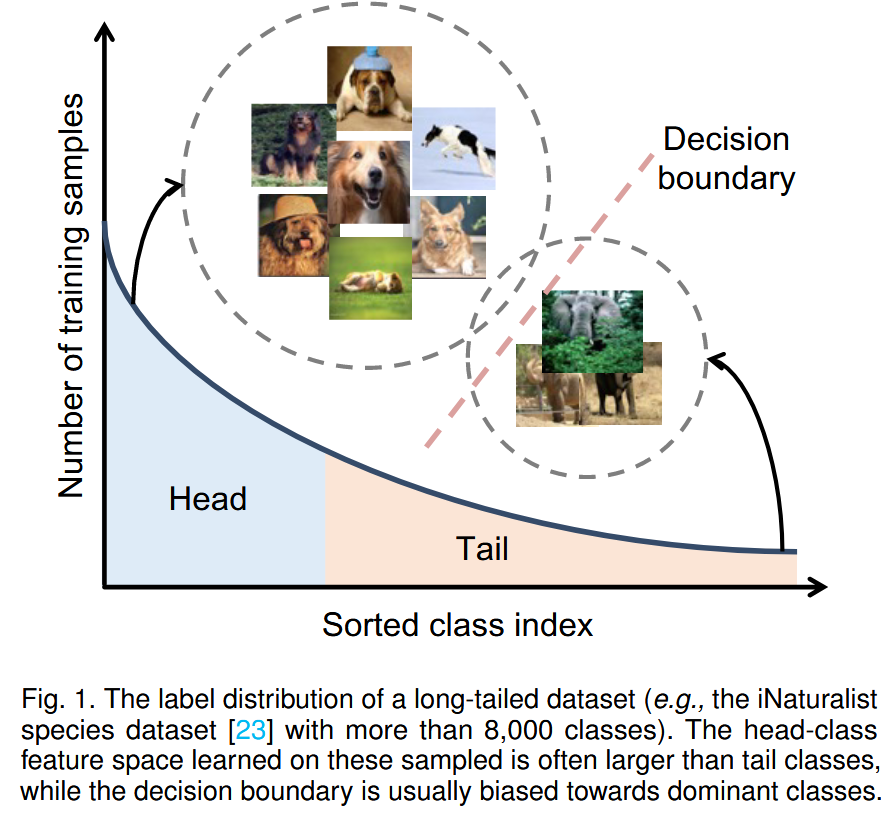 Number of training samples
Decision
boundary
Head
Tail
Sorted class index
Fig. 1. The label distribution of a long-tailed dataset (e.g., the iNaturalist
species dataset [23] with more than 8,000 classes). The head-class
feature space learned on these sampled is often larger than tail classes,
while the decision boundary is usually biased towards dominant classes.